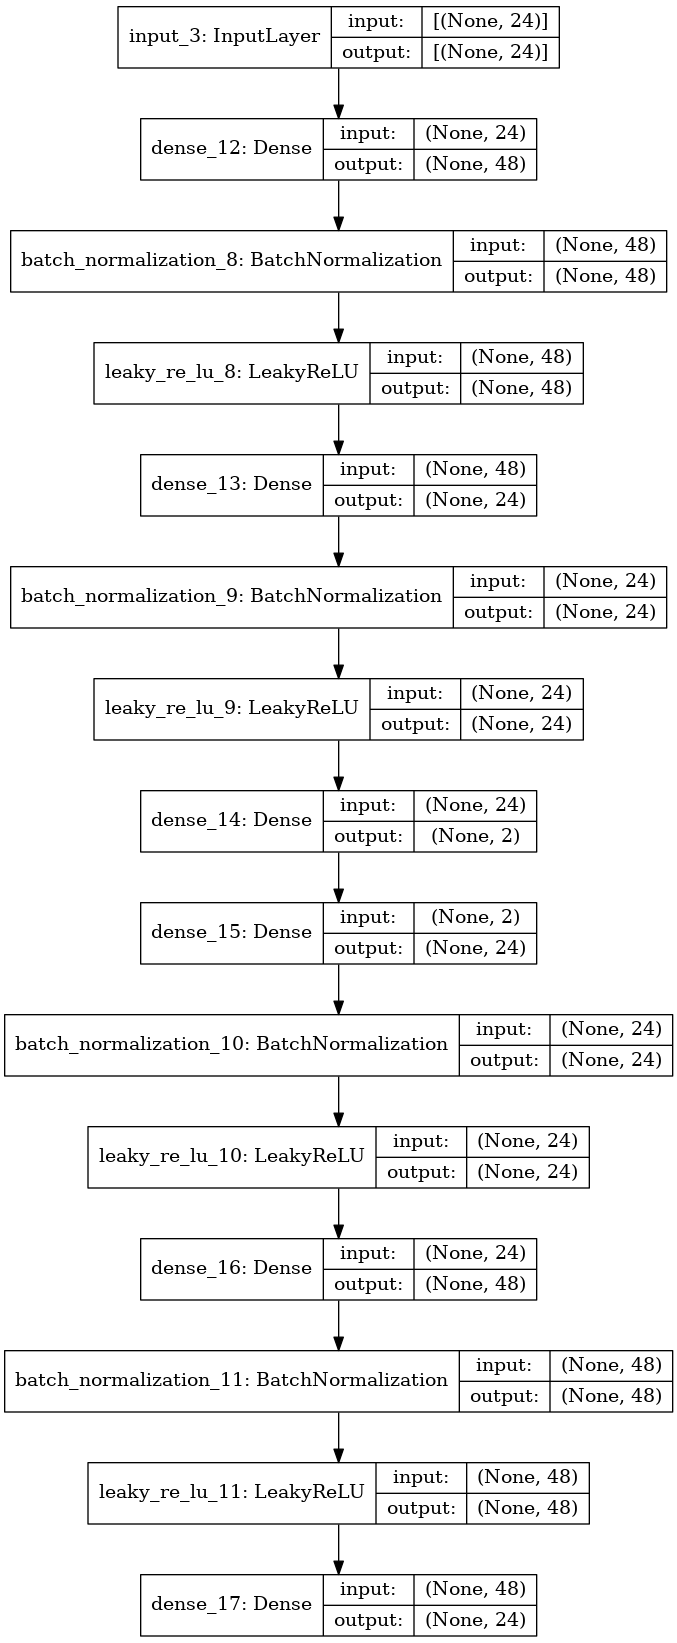 input_3: InputLayer
input: [(None, 24)]
output: [(None, 24)]
dense_12: Dense
input: (None, 24)
output: (None, 48)
batch_normalization_8: BatchNormalization
input: (None, 48)
output: (None, 48)
leaky_re_lu_8: LeakyReLU
input: (None, 48)
output: (None, 48)
dense_13: Dense
input: (None, 48)
output: (None, 24)
batch_normalization_9: BatchNormalization
input: (None, 24)
output: (None, 24)
leaky_re_lu_9: LeakyReLU
input: (None, 24)
output: (None, 24)
dense_14: Dense
input: (None, 24)
output: (None, 2)
dense_15: Dense
input: (None, 2)
output: (None, 24)
batch_normalization_10: BatchNormalization
input: (None, 24)
output: (None, 24)
leaky_re_lu_10: LeakyReLU
input: (None, 24)
output: (None, 24)
dense_16: Dense
input: (None, 24)
output: (None, 48)
batch_normalization_11: BatchNormalization
input: (None, 48)
output: (None, 48)
leaky_re_lu_11: LeakyReLU
input: (None, 48)
output: (None, 48)
dense_17: Dense
input: (None, 48)
output: (None, 24)